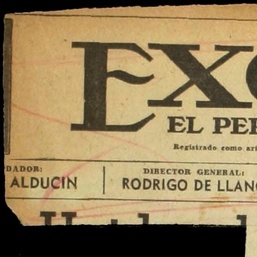 EXC
EL PER
Registrado como art
DADOR:
DIRECTOR GENERAL:
ALDUCIN
RODRIGO DE LLANO